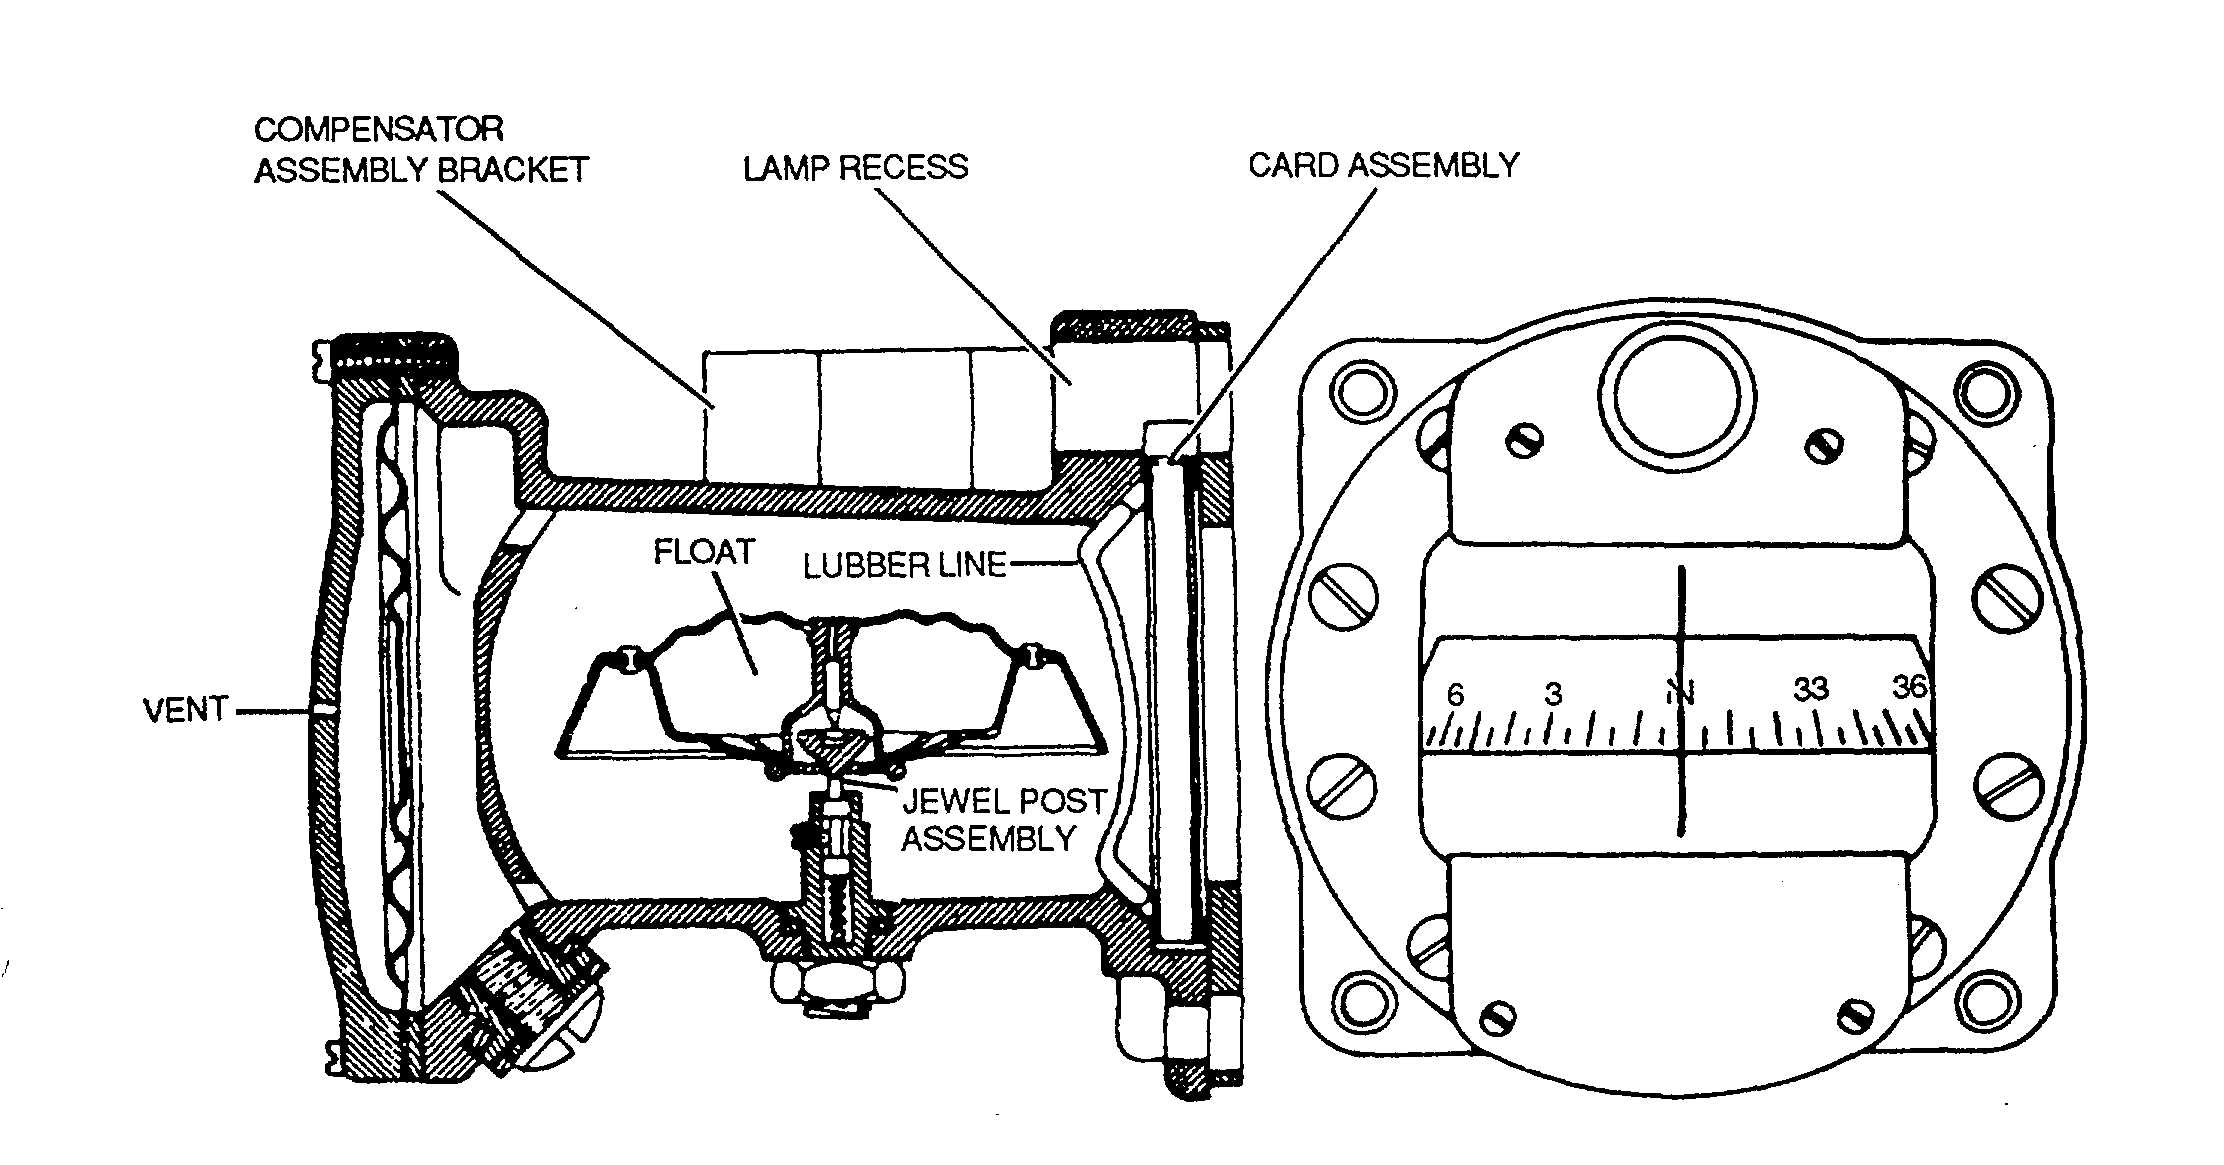 COMPENSATOR
ASSEMBLY BRACKET
LAMP RECESS
CARD ASSEMBLY
FLOAT
LUBBER LINE
VENT
JEWEL POST
ASSEMBLY
6 3 N 33 36